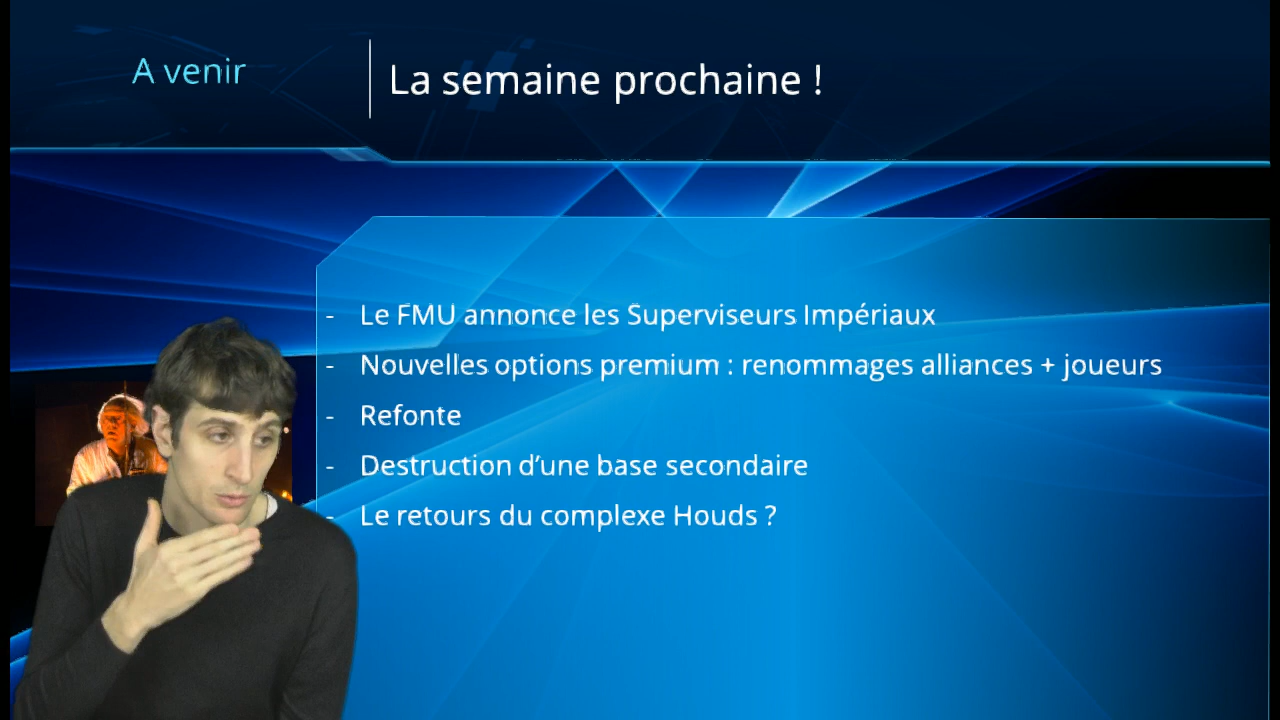 A venir
La semaine prochaine !
- Le FMU annonce les Superviseurs Impériaux
- Nouvelles options premium : renommages alliances + joueurs
- Refonte
- Destruction d’une base secondaire
- Le retours du complexe Houds ?